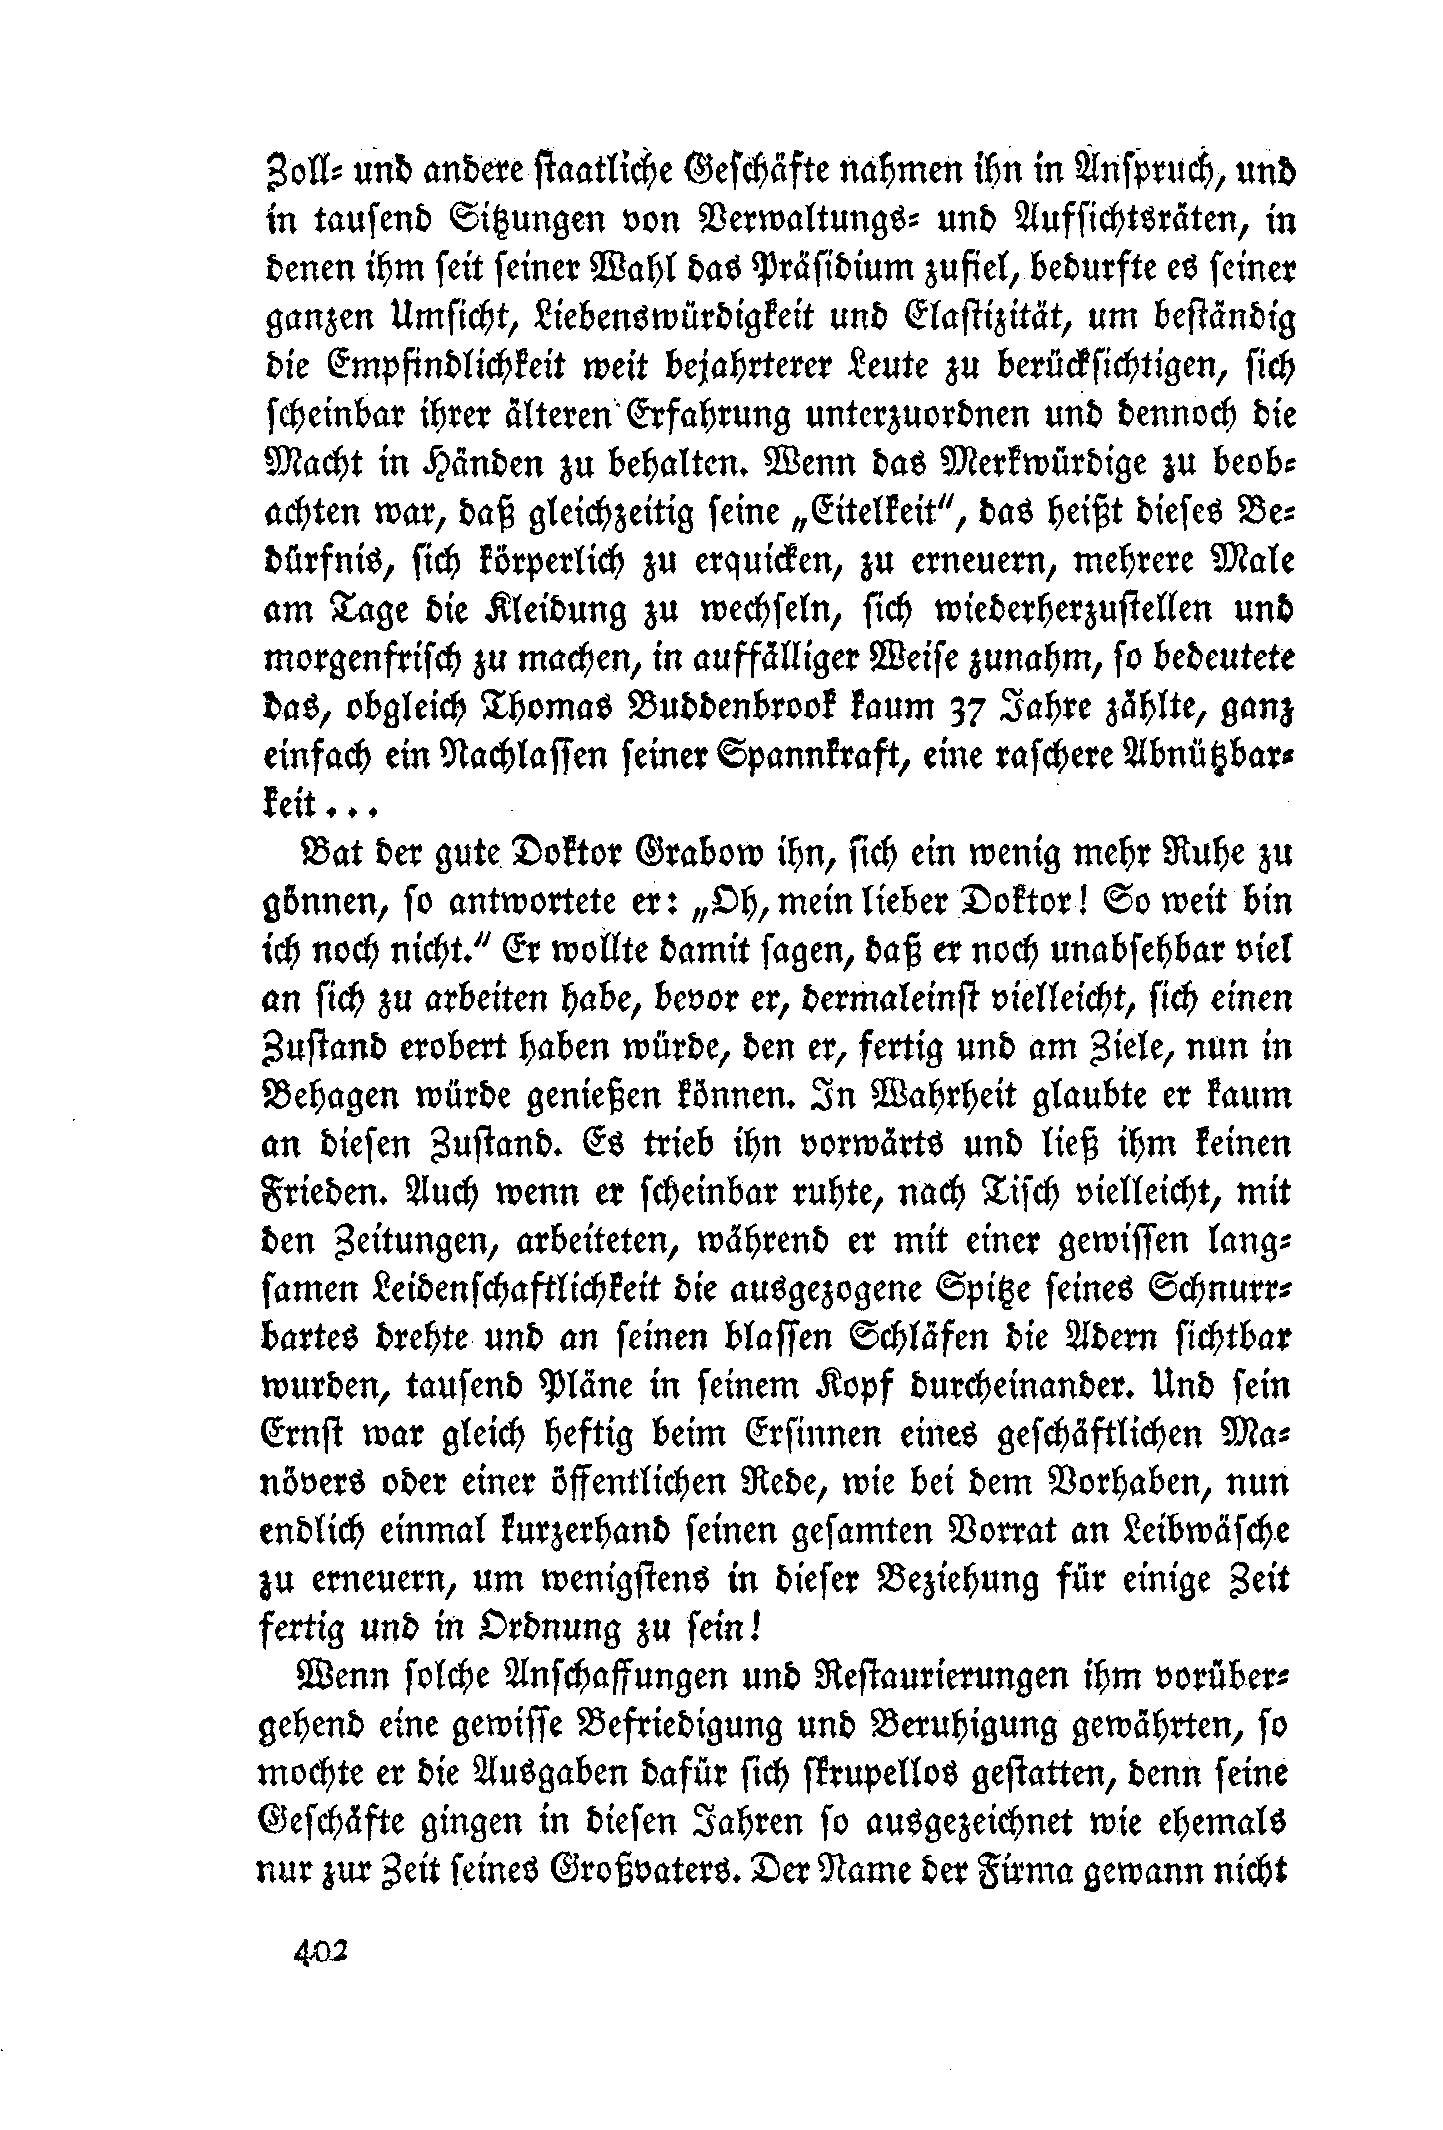 Zoll- und andere staatliche Geschäfte nahmen ihn in Anspruch, und
in tausend Sitzungen von Verwaltungs- und Aufsichtsräten, in
denen ihm seit seiner Wahl das Präsidium zufiel, bedurfte es seiner
ganzen Umsicht, Liebenswürdigkeit und Elastizität, um beständig
die Empfindlichkeit weit bejahrterer Leute zu berücksichtigen, sich
scheinbar ihrer älteren Erfahrung unterzuordnen und dennoch die
Macht in Händen zu behalten. Wenn das Merkwürdige zu beob-
achten war, daß gleichzeitig seine „Eitelkeit“, das heißt dieses Be-
dürfnis, sich körperlich zu erquicken, zu erneuern, mehrere Male
am Tage die Kleidung zu wechseln, sich wiederherzustellen und
morgenfrisch zu machen, in auffälliger Weise zunahm, so bedeutete
das, obgleich Thomas Buddenbrook kaum 37 Jahre zählte, ganz
einfach ein Nachlassen seiner Spannkraft, eine raschere Abnützbar-
keit...
Bat der gute Doktor Grabow ihn, sich ein wenig mehr Ruhe zu
gönnen, so antwortete er: „Oh, mein lieber Doktor! So weit bin
ich noch nicht.“ Er wollte damit sagen, daß er noch unabsehbar viel
an sich zu arbeiten habe, bevor er, dermaleinst vielleicht, sich einen
Zustand erobert haben würde, den er, fertig und am Ziele, nun in
Behagen würde genießen können. In Wahrheit glaubte er kaum
an diesen Zustand. Es trieb ihn vorwärts und ließ ihm keinen
Frieden. Auch wenn er scheinbar ruhte, nach Tisch vielleicht, mit
den Zeitungen, arbeiteten, während er mit einer gewissen lang-
samen Leidenschaftlichkeit die ausgezogene Spitze seines Schnurr-
bartes drehte und an seinen blassen Schläfen die Adern sichtbar
wurden, tausend Pläne in seinem Kopf durcheinander. Und sein
Ernst war gleich heftig beim Ersinnen eines geschäftlichen Ma-
növers oder einer öffentlichen Rede, wie bei dem Vorhaben, nun
endlich einmal kurzerhand seinen gesamten Vorrat an Leibwäsche
zu erneuern, um wenigstens in dieser Beziehung für einige Zeit
fertig und in Ordnung zu sein!
Wenn solche Anschaffungen und Restaurierungen ihm vorüber-
gehend eine gewisse Befriedigung und Beruhigung gewährten, so
mochte er die Ausgaben dafür sich skrupellos gestatten, denn seine
Geschäfte gingen in diesen Jahren so ausgezeichnet wie ehemals
nur zur Zeit seines Großvaters. Der Name der Firma gewann nicht
402